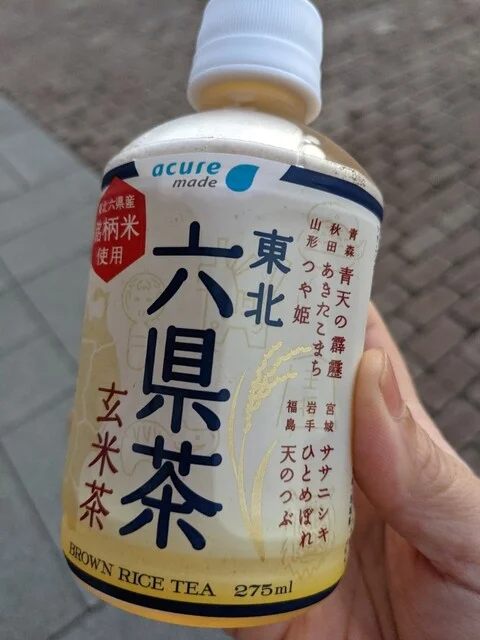 acure
made
東北六県産
銘柄米
使用
東北
六県茶
玄米茶
青森 青天の霹靂
秋田 あきたこまち
山形 つや姫
宮城 ササニシキ
岩手 ひとめぼれ
福島 天のつぶ
BROWN RICE TEA 275ml